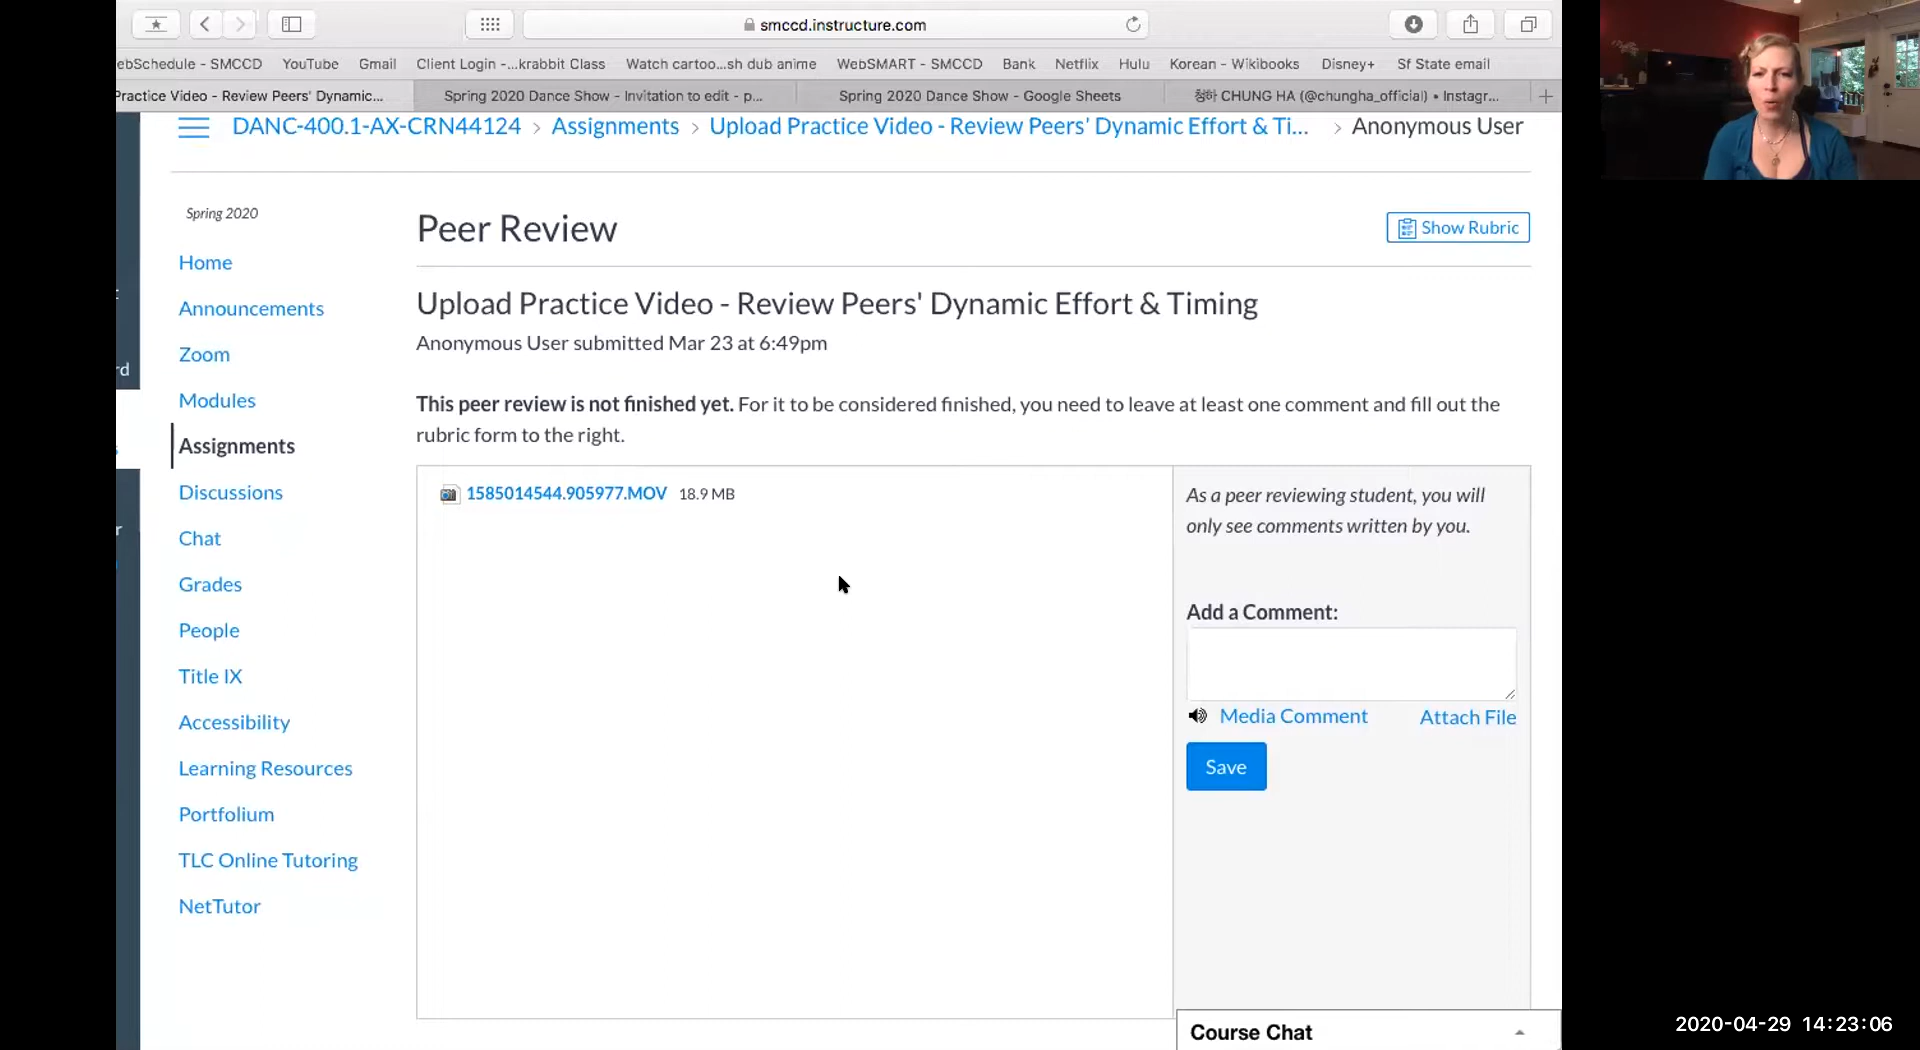 smccd.instructure.com
ebSchedule - SMCCD YouTube Gmail Client Login -...krabbit Class Watch cartoo...sh dub anime WebSMART - SMCCD Bank Netflix Hulu Korean - Wikibooks Disney+ Sf State email
Practice Video - Review Peers' Dynamic... Spring 2020 Dance Show - Invitation to edit - p... Spring 2020 Dance Show - Google Sheets 청하 CHUNG HA (@chungha_official) • Instagr...
DANC-400.1-AX-CRN44124 > Assignments > Upload Practice Video - Review Peers' Dynamic Effort & Ti... > Anonymous User
Spring 2020
Home
Announcements
Zoom
Modules
Assignments
Discussions
Chat
Grades
People
Title IX
Accessibility
Learning Resources
Portfolium
TLC Online Tutoring
NetTutor
rd
r
Peer Review
Show Rubric
Upload Practice Video - Review Peers' Dynamic Effort & Timing
Anonymous User submitted Mar 23 at 6:49pm
This peer review is not finished yet. For it to be considered finished, you need to leave at least one comment and fill out the
rubric form to the right.
1585014544.905977.MOV 18.9 MB
As a peer reviewing student, you will
only see comments written by you.
Add a Comment:
Media Comment Attach File
Save
Course Chat
2020-04-29 14:23:06